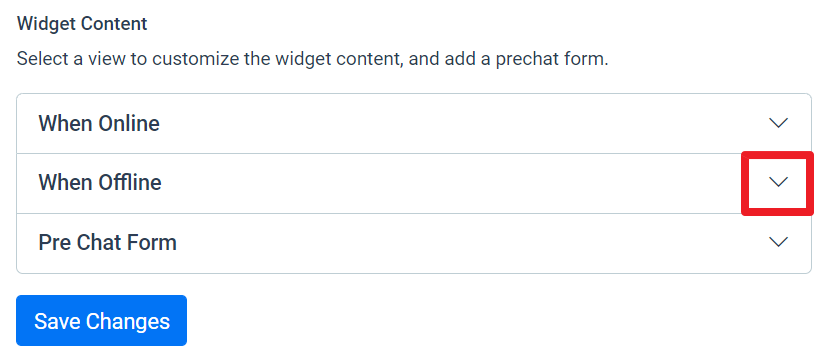 Widget Content
Select a view to customize the widget content, and add a prechat form.
When Online
When Offline
Pre Chat Form
Save Changes